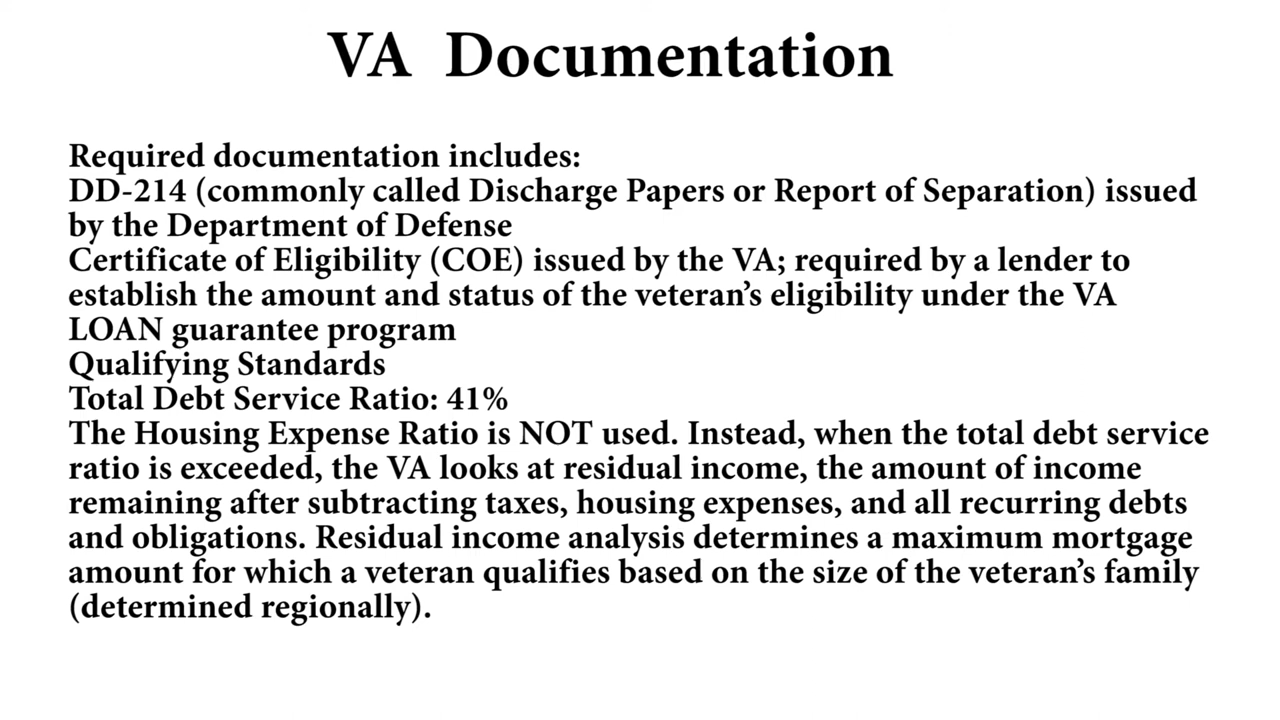 VA Documentation
Required documentation includes:
DD-214 (commonly called Discharge Papers or Report of Separation) issued
by the Department of Defense
Certificate of Eligibility (COE) issued by the VA; required by a lender to
establish the amount and status of the veteran’s eligibility under the VA
LOAN guarantee program
Qualifying Standards
Total Debt Service Ratio: 41%
The Housing Expense Ratio is NOT used. Instead, when the total debt service
ratio is exceeded, the VA looks at residual income, the amount of income
remaining after subtracting taxes, housing expenses, and all recurring debts
and obligations. Residual income analysis determines a maximum mortgage
amount for which a veteran qualifies based on the size of the veteran’s family
(determined regionally).